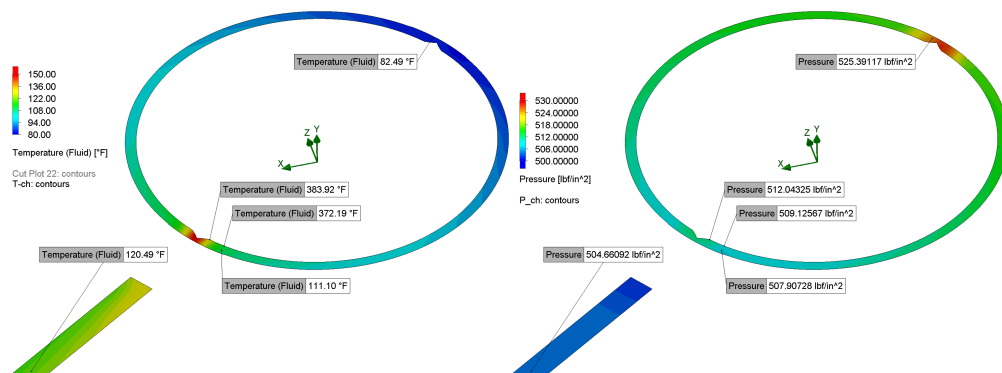 Temperature (Fluid) 82.49 °F
150.00
136.00
122.00
108.00
94.00
80.00
Temperature (Fluid) [°F]
Cut Plot 22: contours
T-ch: contours
Y
Z
X
Temperature (Fluid) 383.92 °F
Temperature (Fluid) 372.19 °F
Temperature (Fluid) 120.49 °F
Temperature (Fluid) 111.10 °F
Pressure 525.39117 lbf/in^2
530.00000
524.00000
518.00000
512.00000
506.00000
500.00000
Pressure [lbf/in^2]
P_ch: contours
Y
Z
X
Pressure 512.04325 lbf/in^2
Pressure 509.12567 lbf/in^2
Pressure 504.66092 lbf/in^2
Pressure 507.90728 lbf/in^2